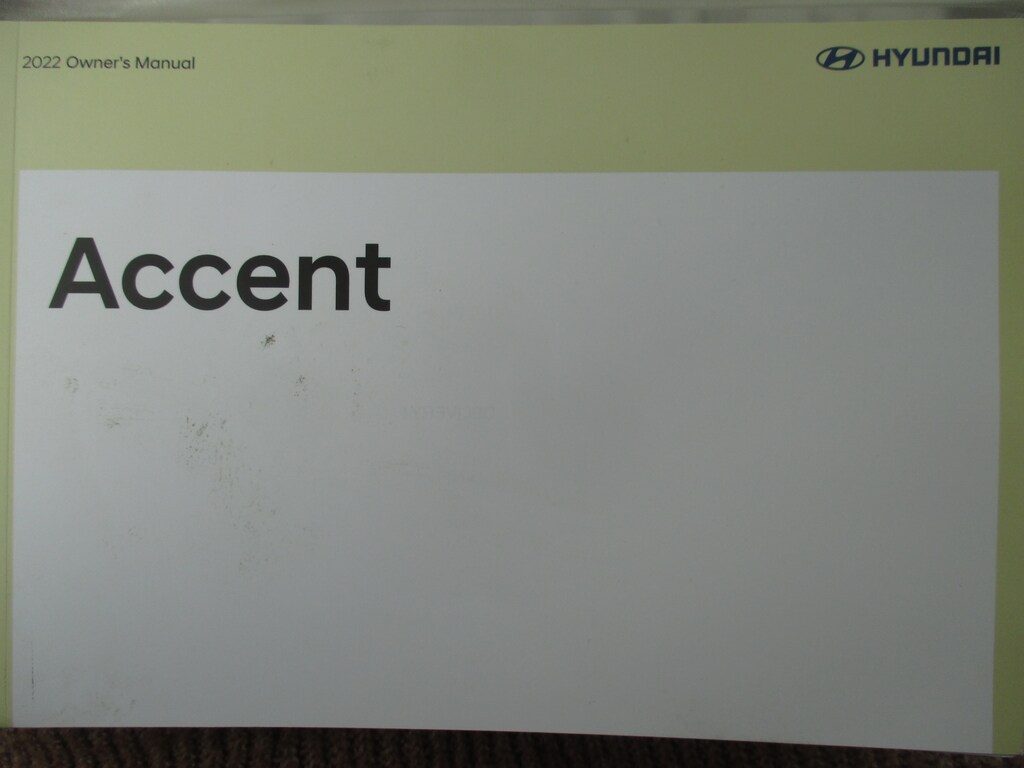 2022 Owner's Manual
HYUNDAI
Accent